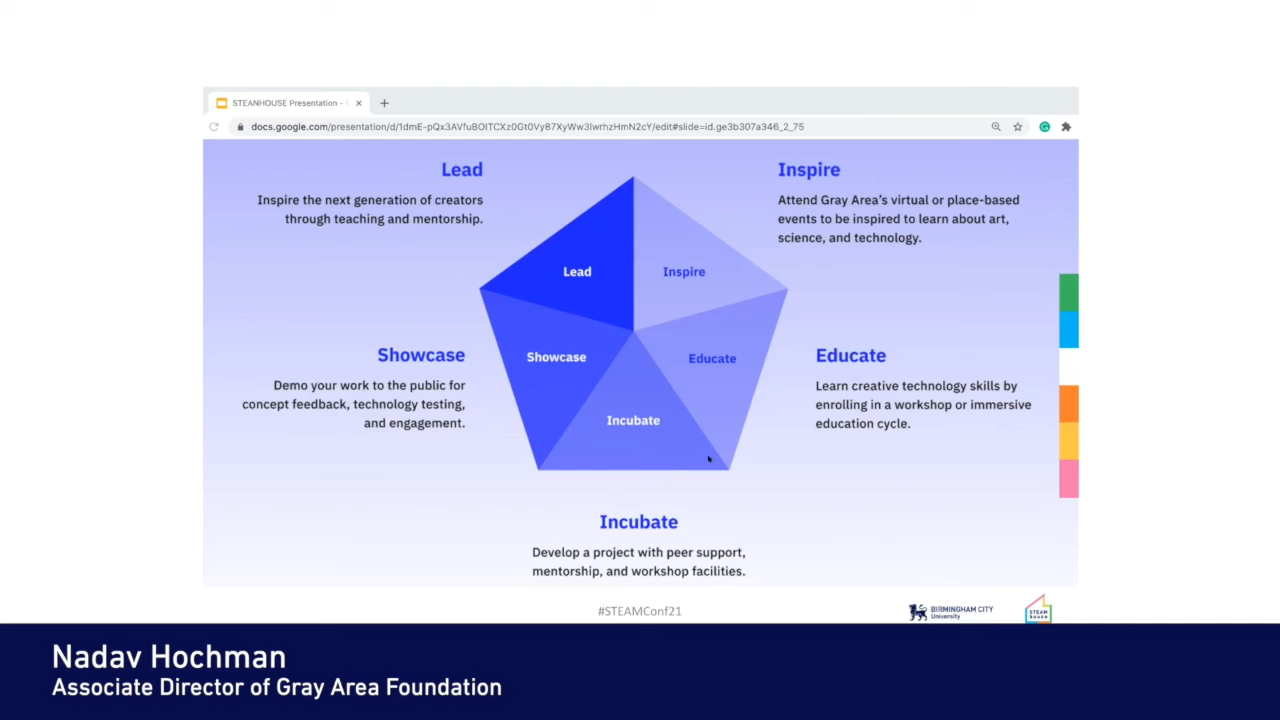 STEANHOUSE Presentation - G
docs.google.com/presentation/d/1dmE-pQx3AVfuBOITCXz0Gt0Vy87XyWw3lwrhzHmN2cY/edit#slide=id.ge3b307a346_2_75
Lead
Inspire the next generation of creators
through teaching and mentorship.
Inspire
Attend Gray Area's virtual or place-based
events to be inspired to learn about art,
science, and technology.
Lead
Inspire
Showcase
Educate
Incubate
Showcase
Demo your work to the public for
concept feedback, technology testing,
and engagement.
Educate
Learn creative technology skills by
enrolling in a workshop or immersive
education cycle.
Incubate
Develop a project with peer support,
mentorship, and workshop facilities.
#STEAMConf21
BIRMINGHAM CITY
University
STEAM
house
Nadav Hochman
Associate Director of Gray Area Foundation